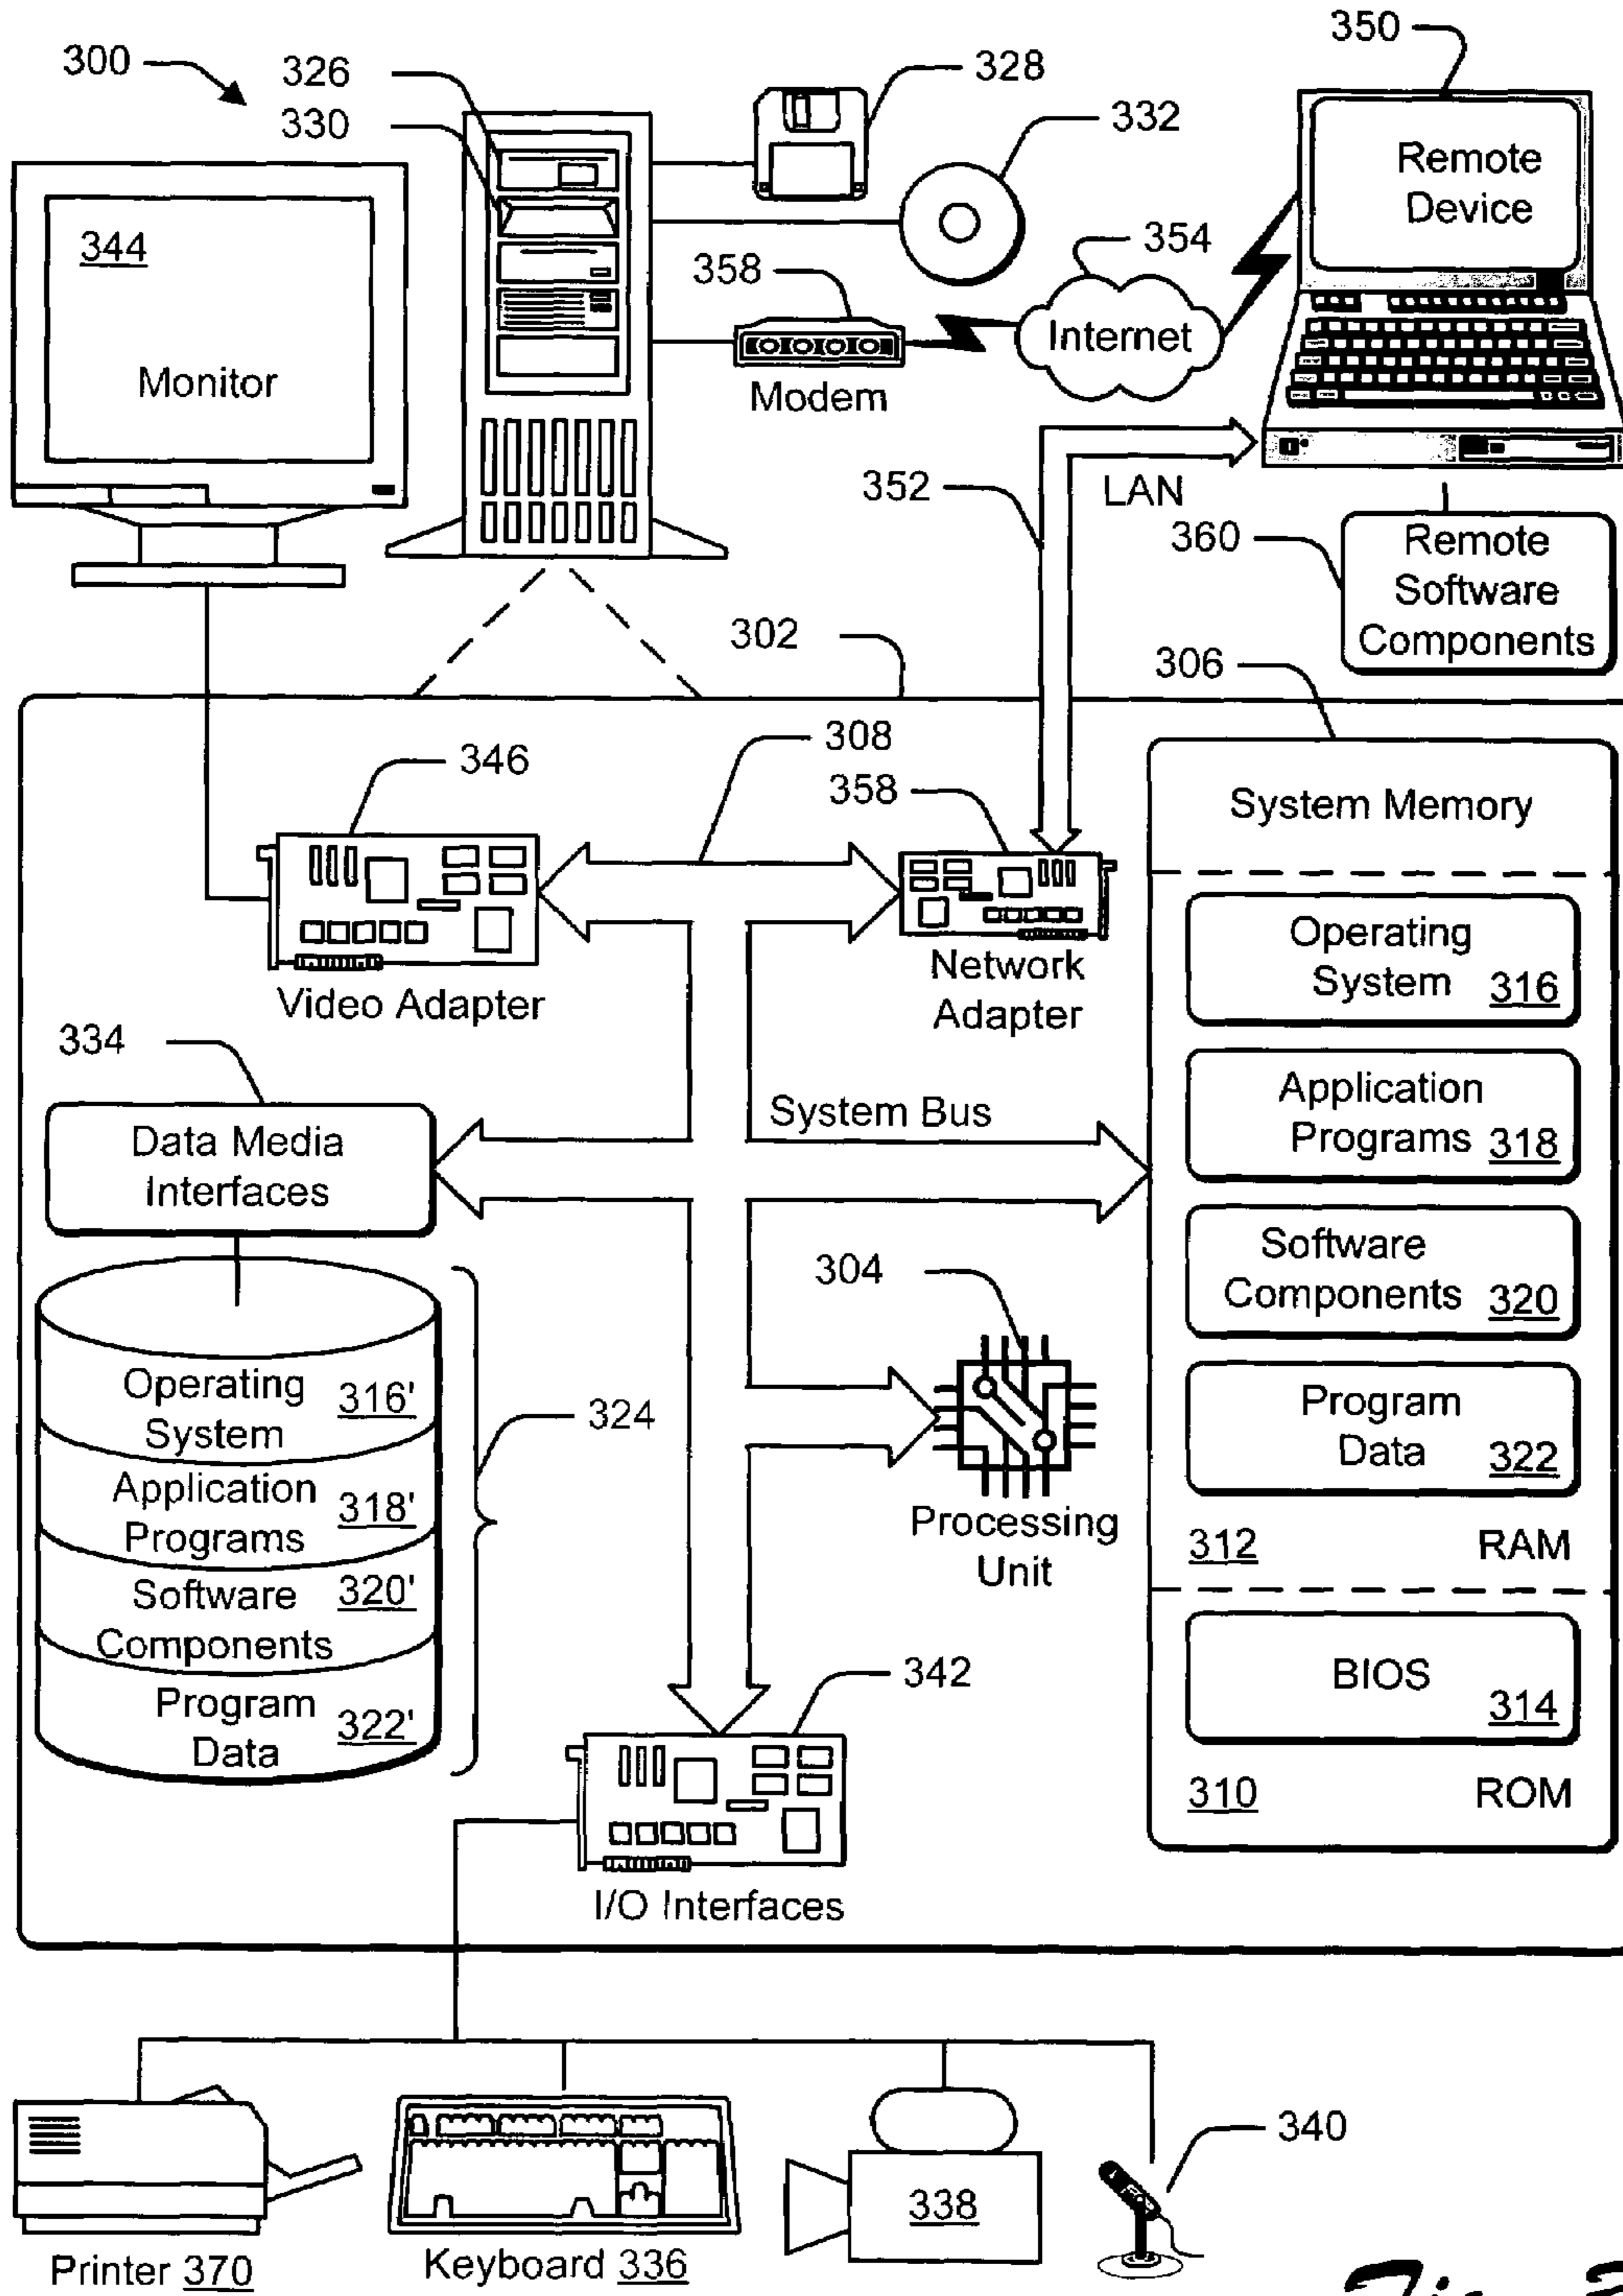 300
326
330
328
332
350
Remote
Device
344
Monitor
358
Modem
354
Internet
352
LAN
360
Remote
Software
Components
302
306
308
346
358
Video Adapter
Network
Adapter
System Memory
Operating
System 316
Application
Programs 318
Software
Components 320
Program
Data 322
312 RAM
BIOS
314
310 ROM
334
Data Media
Interfaces
System Bus
304
Processing
Unit
Operating
System 316'
Application
Programs 318'
Software
Components 320'
Program
Data 322'
324
342
I/O Interfaces
Printer 370
Keyboard 336
338
340